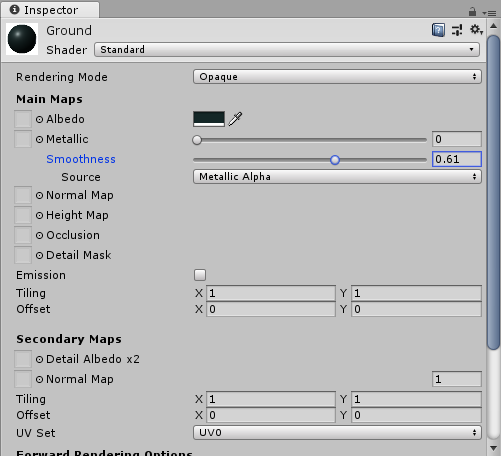 Inspector
Ground
Shader Standard
Rendering Mode Opaque
Main Maps
Albedo
Metallic 0
Smoothness 0.61
Source Metallic Alpha
Normal Map
Height Map
Occlusion
Detail Mask
Emission
Tiling X 1 Y 1
Offset X 0 Y 0
Secondary Maps
Detail Albedo x2
Normal Map 1
Tiling X 1 Y 1
Offset X 0 Y 0
UV Set UV0
Forward Rendering Options